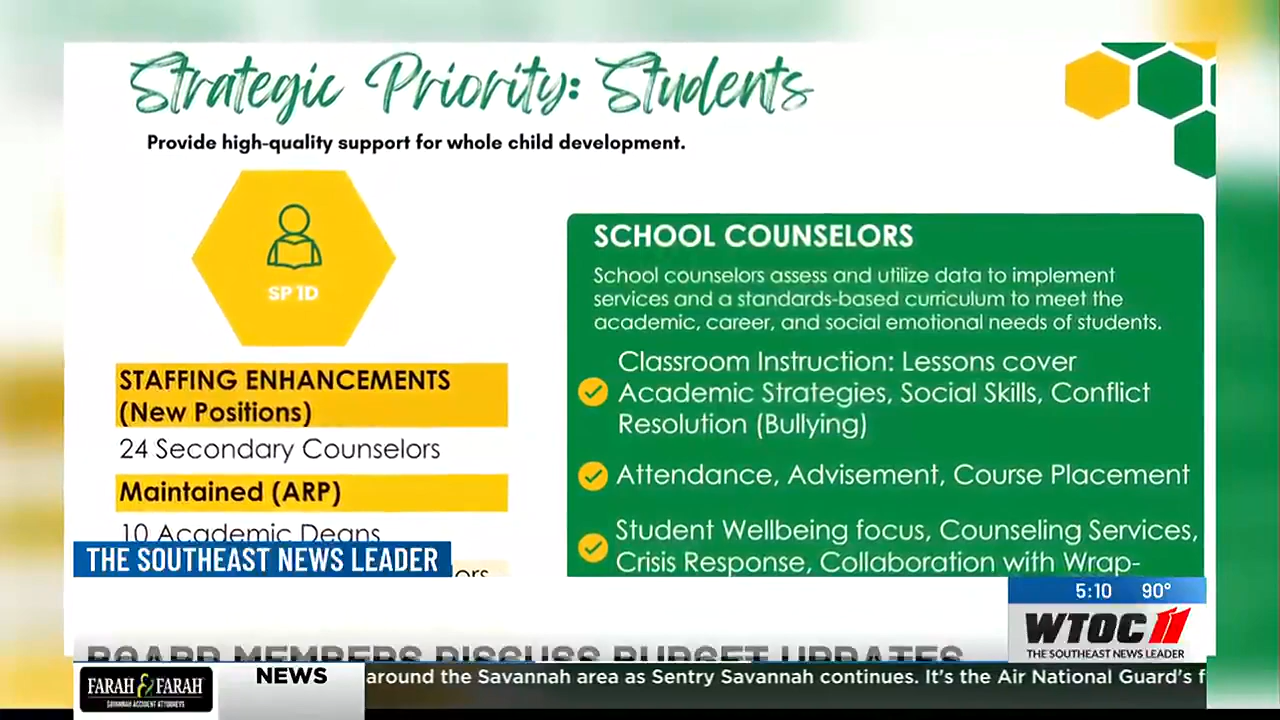 Strategic Priority: Students
Provide high-quality support for whole child development.
SP 1D
STAFFING ENHANCEMENTS
(New Positions)
24 Secondary Counselors
Maintained (ARP)
10 Academic Deans
SCHOOL COUNSELORS
School counselors assess and utilize data to implement
services and a standards-based curriculum to meet the
academic, career, and social emotional needs of students.
Classroom Instruction: Lessons cover
Academic Strategies, Social Skills, Conflict
Resolution (Bullying)
Attendance, Advisement, Course Placement
Student Wellbeing focus, Counseling Services,
Crisis Response, Collaboration with Wrap-
THE SOUTHEAST NEWS LEADER
5:10 90°
WTOC 11
THE SOUTHEAST NEWS LEADER
BOARD MEMBERS DISCUSS BUDGET UPDATES
FARAH & FARAH
SAVANNAH ACCIDENT ATTORNEYS
NEWS
around the Savannah area as Sentry Savannah continues. It's the Air National Guard's f